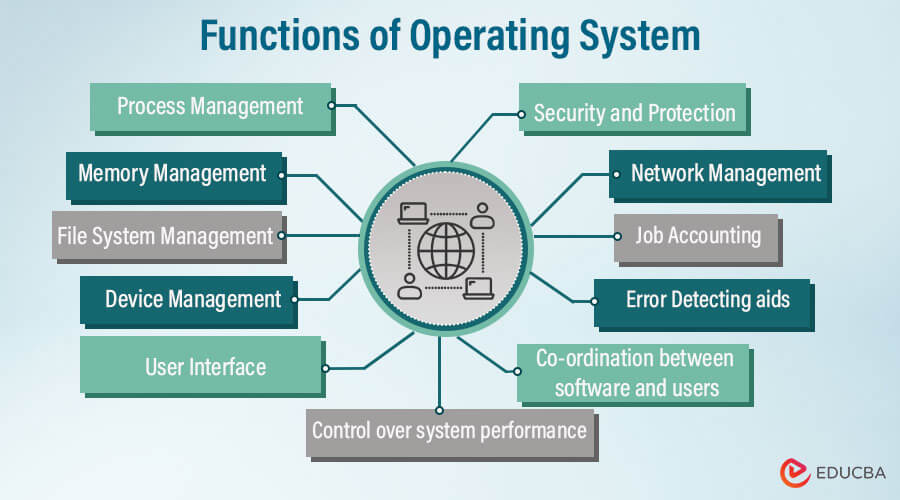 Functions of Operating System
Process Management
Memory Management
File System Management
Device Management
User Interface
Security and Protection
Network Management
Job Accounting
Error Detecting aids
Co-ordination between
software and users
Control over system performance
EDUCBA